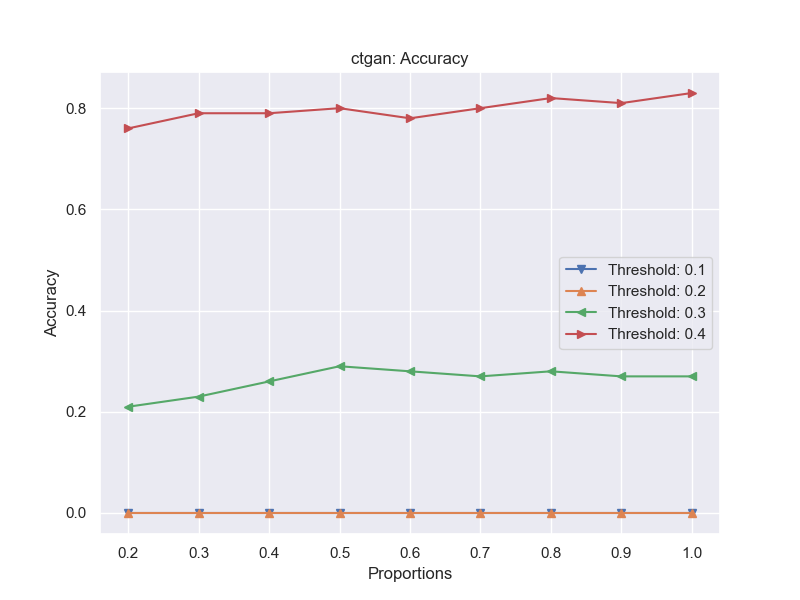 ctgan: Accuracy
Accuracy
0.8
0.6
0.4
0.2
0.0
Threshold: 0.1
Threshold: 0.2
Threshold: 0.3
Threshold: 0.4
0.2 0.3 0.4 0.5 0.6 0.7 0.8 0.9 1.0
Proportions